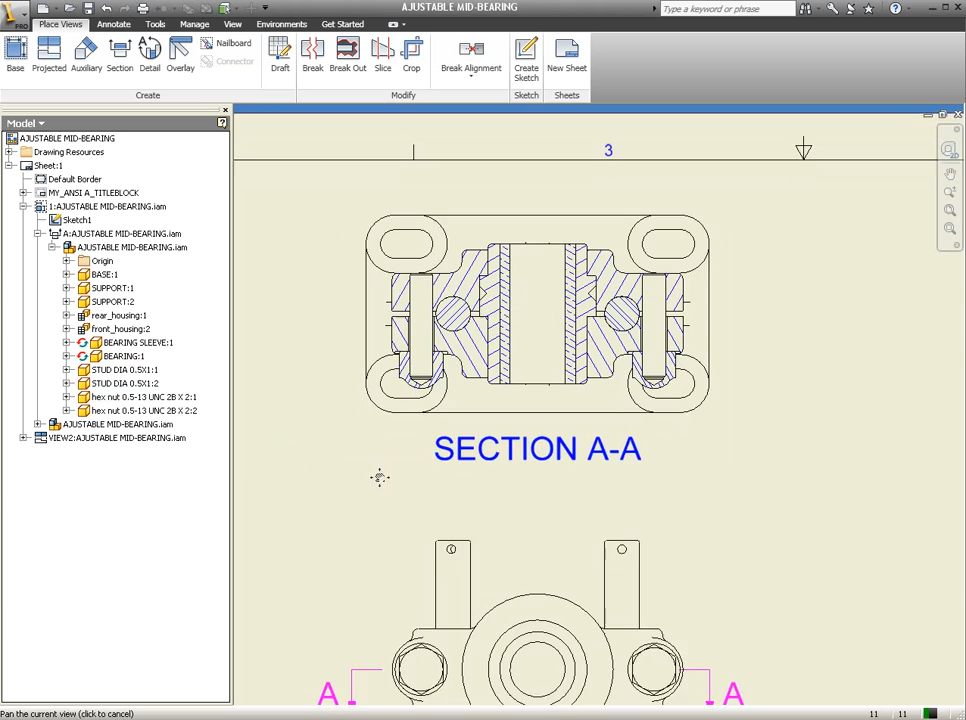 AJUSTABLE MID-BEARING
Type a keyword or phrase
PRO
Place Views Annotate Tools Manage View Environments Get Started
Base Projected Auxiliary Section Detail Overlay
Nailboard
Connector
Draft Break Break Out Slice Crop Break Alignment Create Sketch New Sheet
Create Modify Sketch Sheets
Model
AJUSTABLE MID-BEARING
Drawing Resources
Sheet:1
Default Border
MY_ANSI A_TITLEBLOCK
1:AJUSTABLE MID-BEARING.iam
Sketch1
A:AJUSTABLE MID-BEARING.iam
AJUSTABLE MID-BEARING.iam
Origin
BASE:1
SUPPORT:1
SUPPORT:2
rear_housing:1
front_housing:2
BEARING SLEEVE:1
BEARING:1
STUD DIA 0.5X1:1
STUD DIA 0.5X1:2
hex nut 0.5-13 UNC 2B X 2:1
hex nut 0.5-13 UNC 2B X 2:2
AJUSTABLE MID-BEARING.iam
VIEW2:AJUSTABLE MID-BEARING.iam
3
2D
SECTION A-A
A A
Pan the current view (click to cancel)
11 11